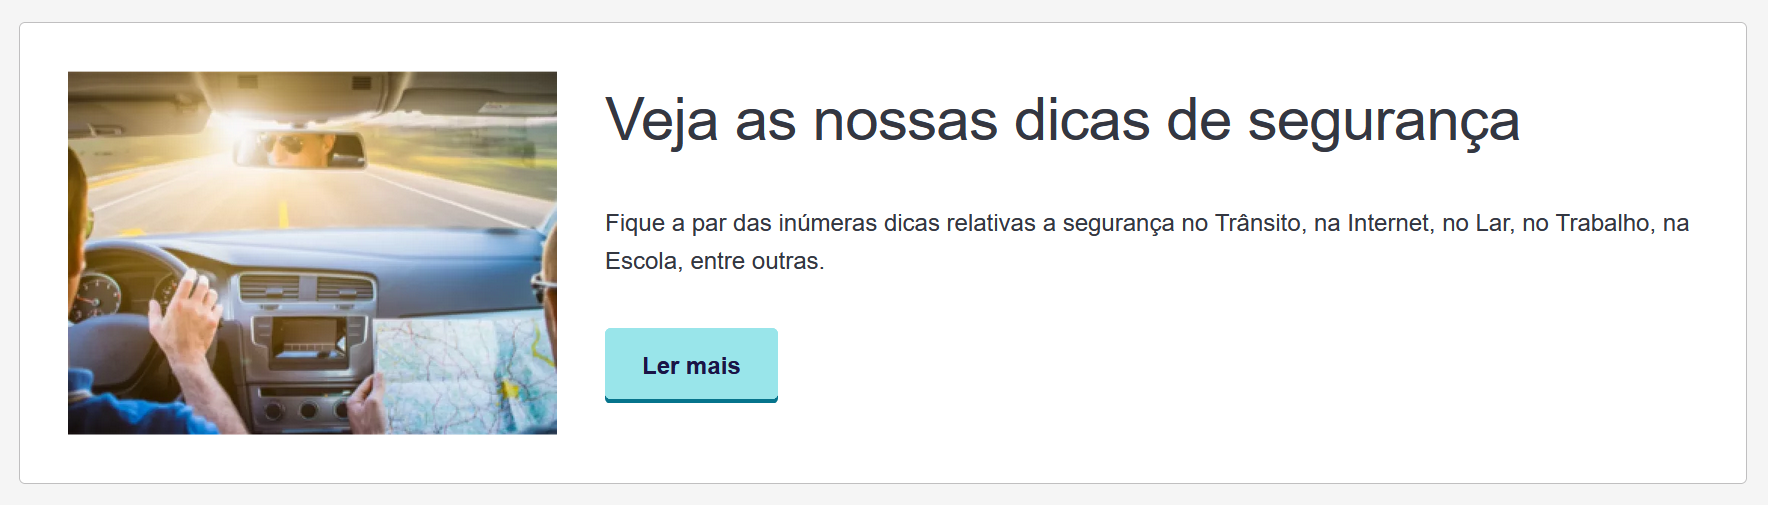 Veja as nossas dicas de segurança
Fique a par das inúmeras dicas relativas a segurança no Trânsito, na Internet, no Lar, no Trabalho, na
Escola, entre outras.
Ler mais